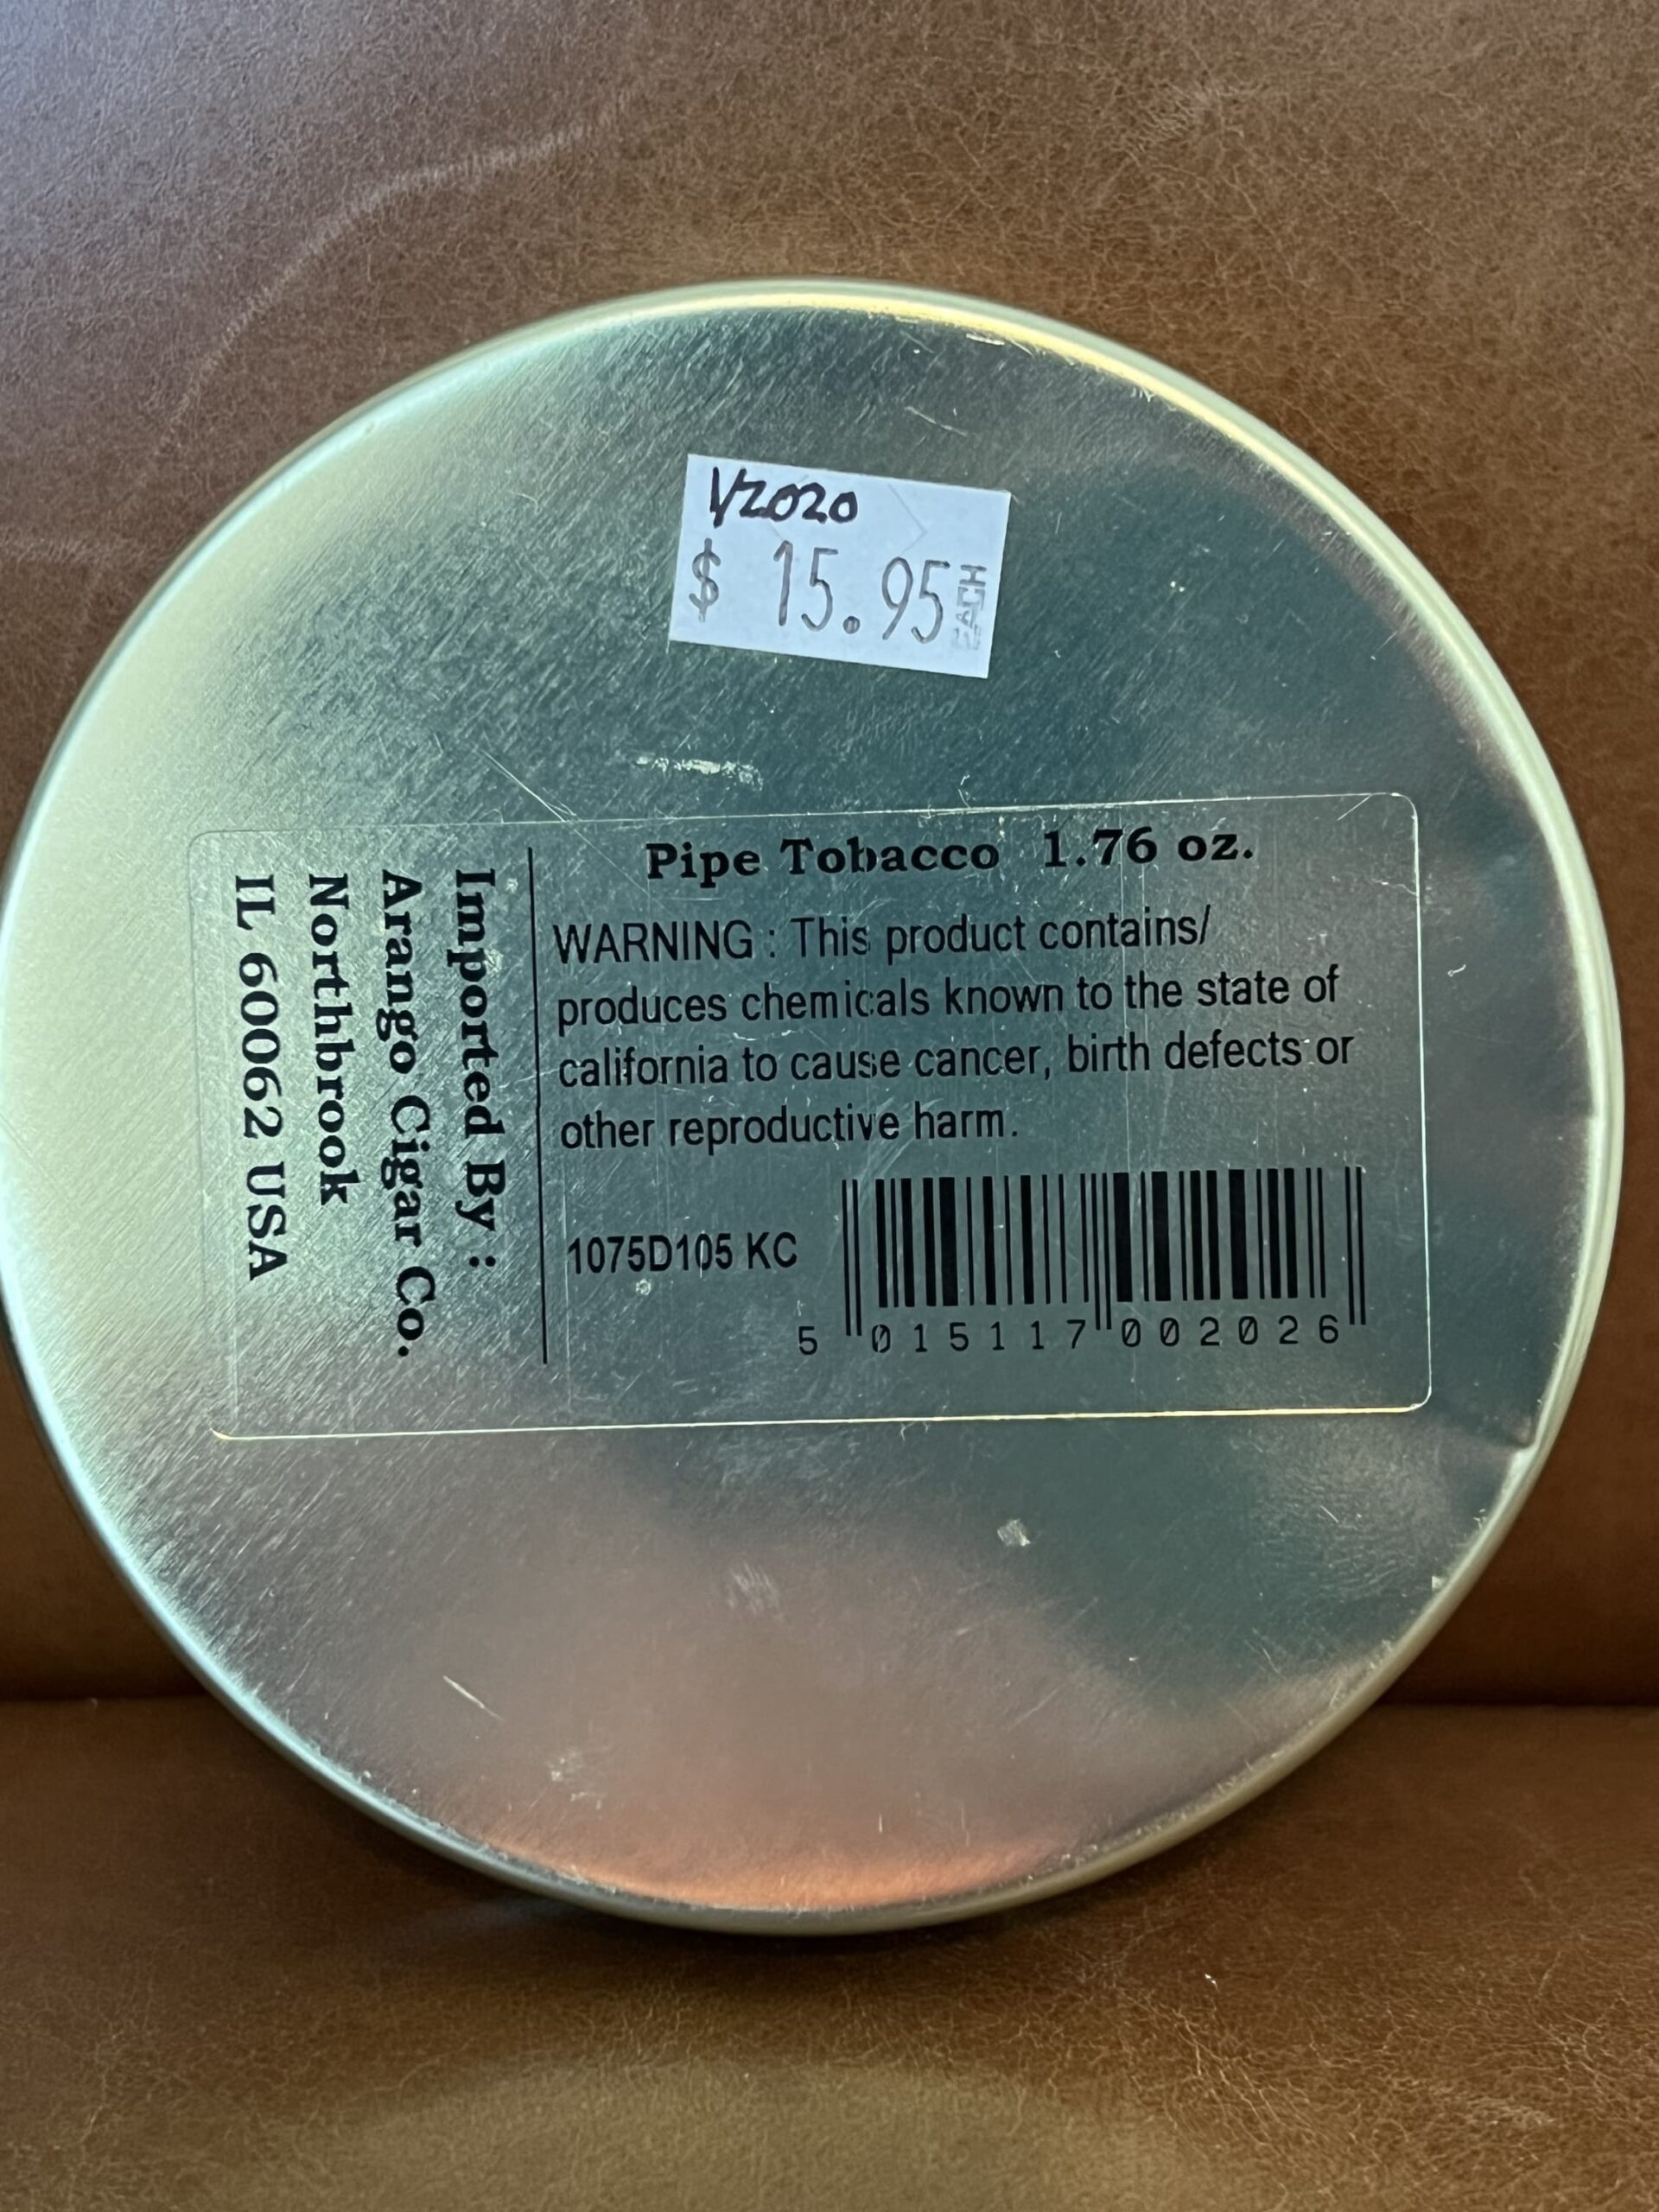 1/2020
$ 15.95 EACH
Pipe Tobacco 1.76 oz.
WARNING : This product contains/
produces chemicals known to the state of
california to cause cancer, birth defects or
other reproductive harm.
1075D105 KC
5 015117 002026
Imported By :
Arango Cigar Co.
Northbrook
IL 60062 USA